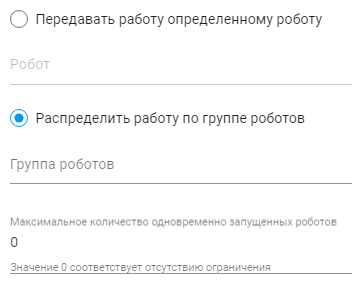 Передавать работу определенному роботу
Робот
Распределить работу по группе роботов
Группа роботов
Максимальное количество одновременно запущенных роботов
0
Значение 0 соответствует отсутствию ограничения